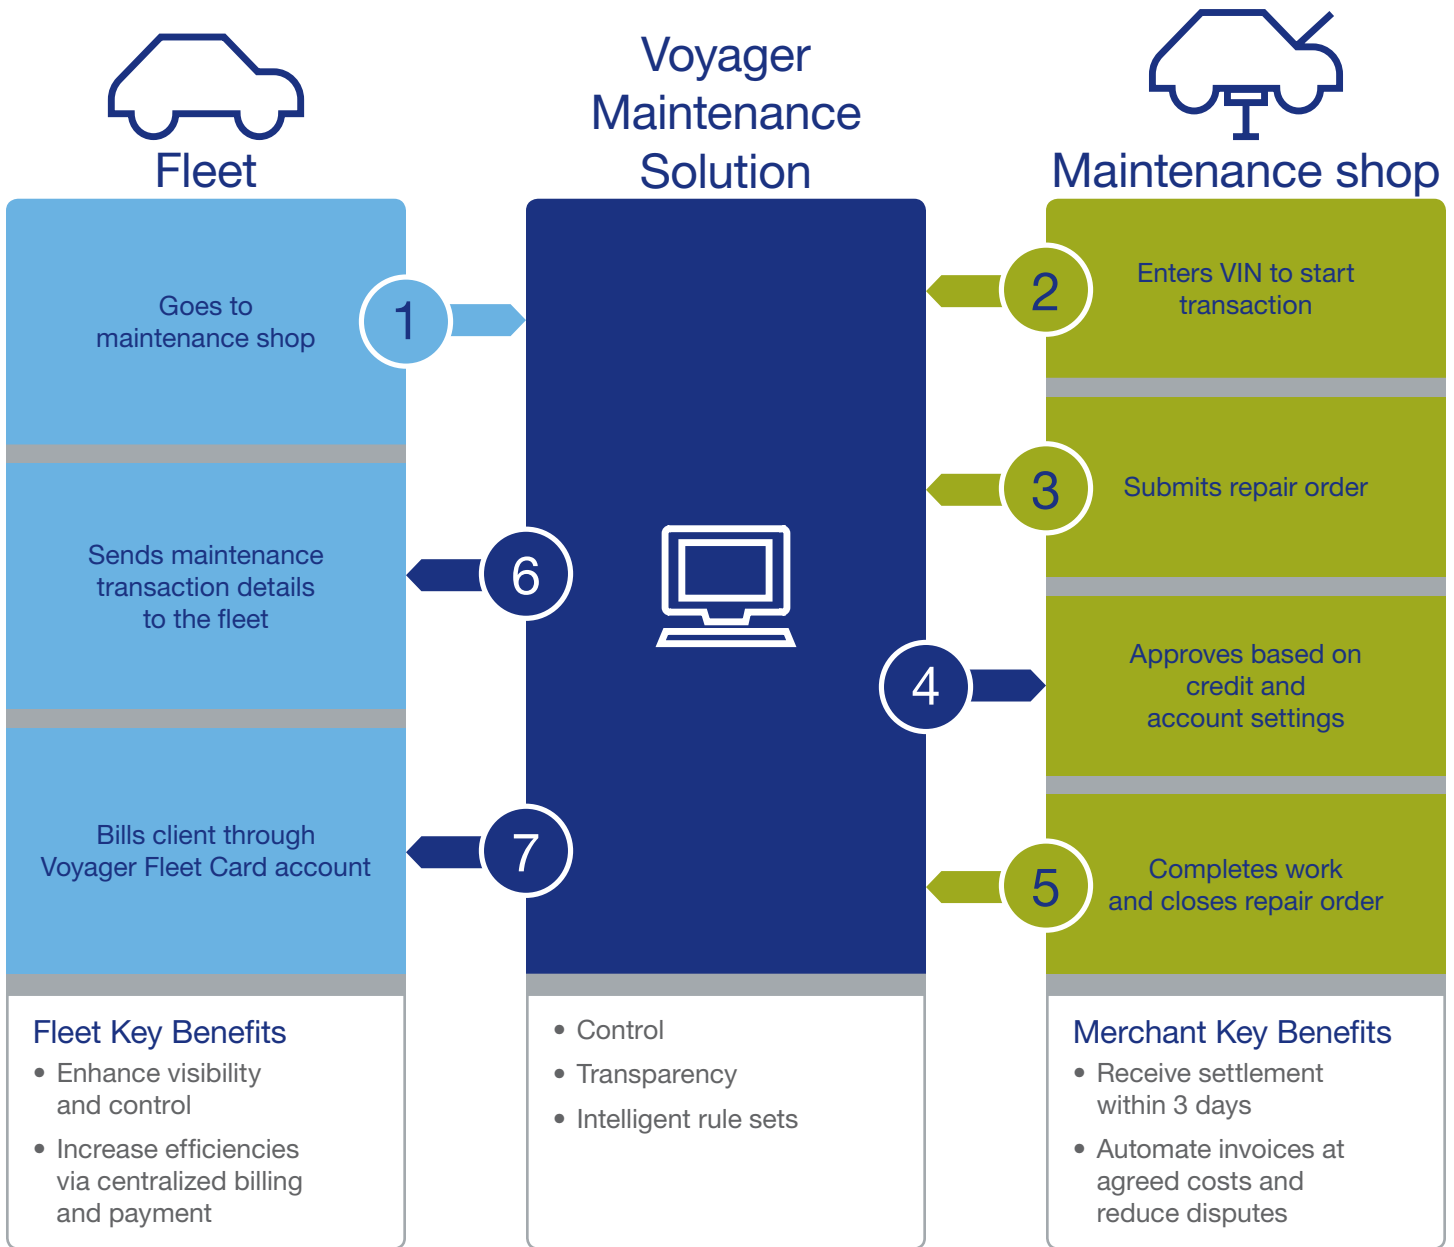 Fleet
Voyager
Maintenance
Solution
Maintenance shop
Goes to
maintenance shop
1
2
Enters VIN to start
transaction
3
Submits repair order
Sends maintenance
transaction details
to the fleet
6
4
Approves based on
credit and
account settings
Bills client through
Voyager Fleet Card account
7
5
Completes work
and closes repair order
Fleet Key Benefits
• Enhance visibility
and control
• Increase efficiencies
via centralized billing
and payment
• Control
• Transparency
• Intelligent rule sets
Merchant Key Benefits
• Receive settlement
within 3 days
• Automate invoices at
agreed costs and
reduce disputes